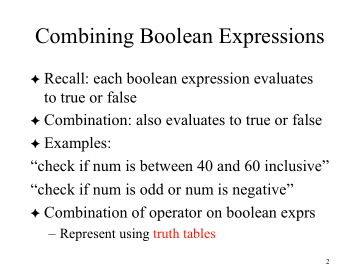 Combining Boolean Expressions
✦ Recall: each boolean expression evaluates
to true or false
✦ Combination: also evaluates to true or false
✦ Examples:
“check if num is between 40 and 60 inclusive”
“check if num is odd or num is negative”
✦ Combination of operator on boolean exprs
– Represent using truth tables
2